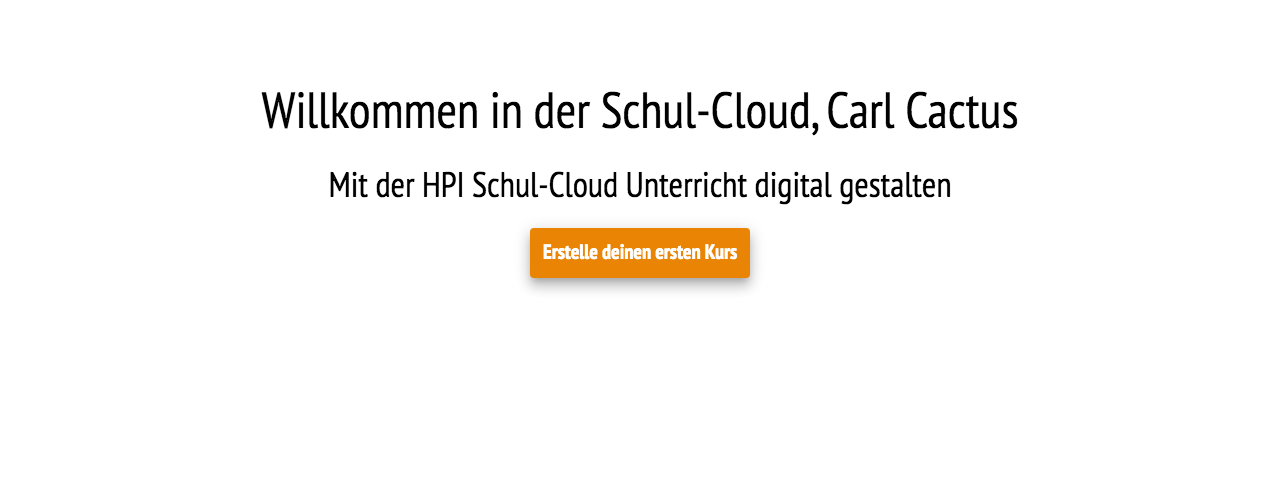 Willkommen in der Schul-Cloud, Carl Cactus
Mit der HPI Schul-Cloud Unterricht digital gestalten
Erstelle deinen ersten Kurs